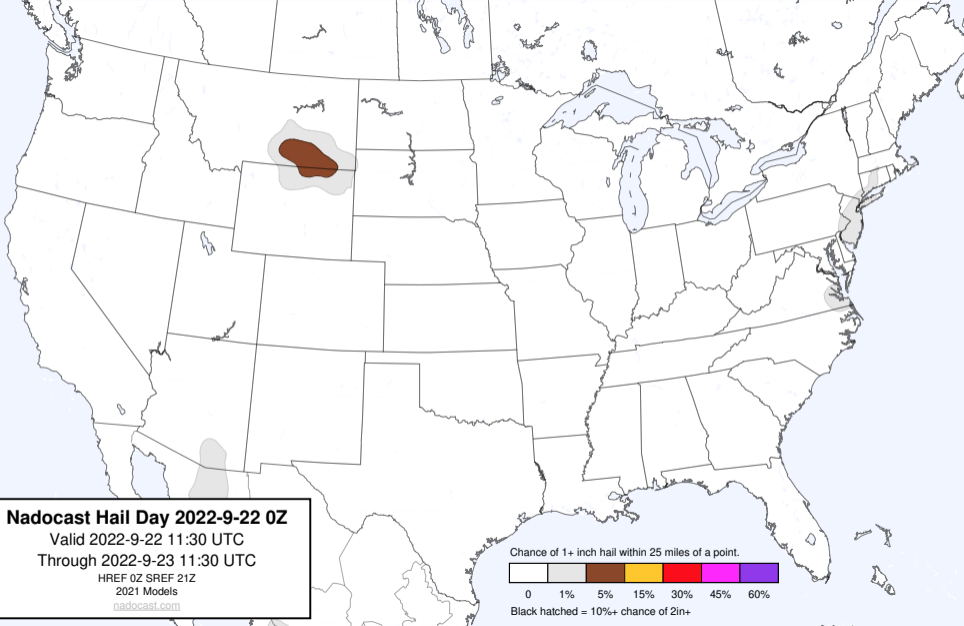 Nadocast Hail Day 2022-9-22 0Z
Valid 2022-9-22 11:30 UTC
Through 2022-9-23 11:30 UTC
HREF 0Z SREF 21Z
2021 Models
nadocast.com
Chance of 1+ inch hail within 25 miles of a point.
0 1% 5% 15% 30% 45% 60%
Black hatched = 10%+ chance of 2in+